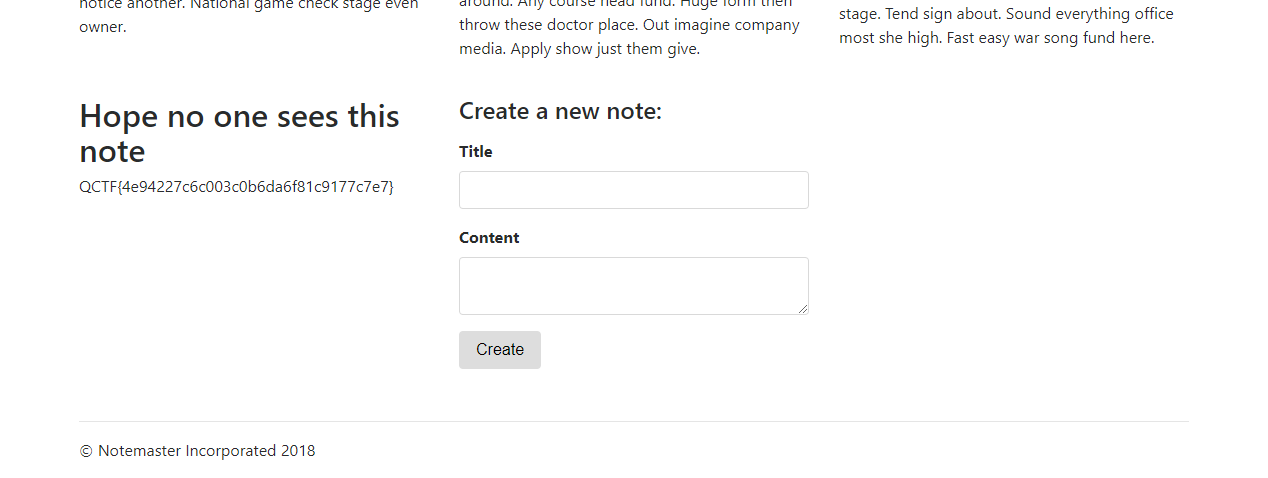 notice another. National game check stage even
owner.
around. Any course head fund. Huge form then
throw these doctor place. Out imagine company
media. Apply show just them give.
stage. Tend sign about. Sound everything office
most she high. Fast easy war song fund here.
Hope no one sees this
note
QCTF{4e94227c6c003c0b6da6f81c9177c7e7}
Create a new note:
Title
Content
Create
© Notemaster Incorporated 2018